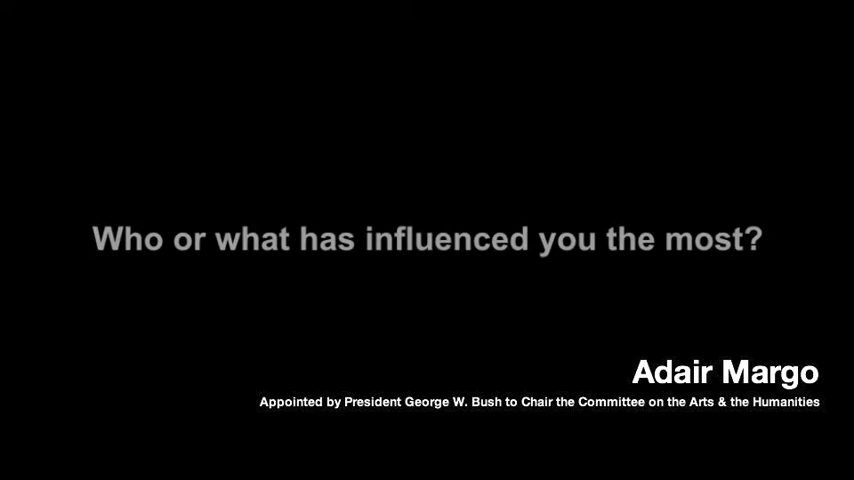 Who or what has influenced you the most?
Adair Margo
Appointed by President George W. Bush to Chair the Committee on the Arts & the Humanities